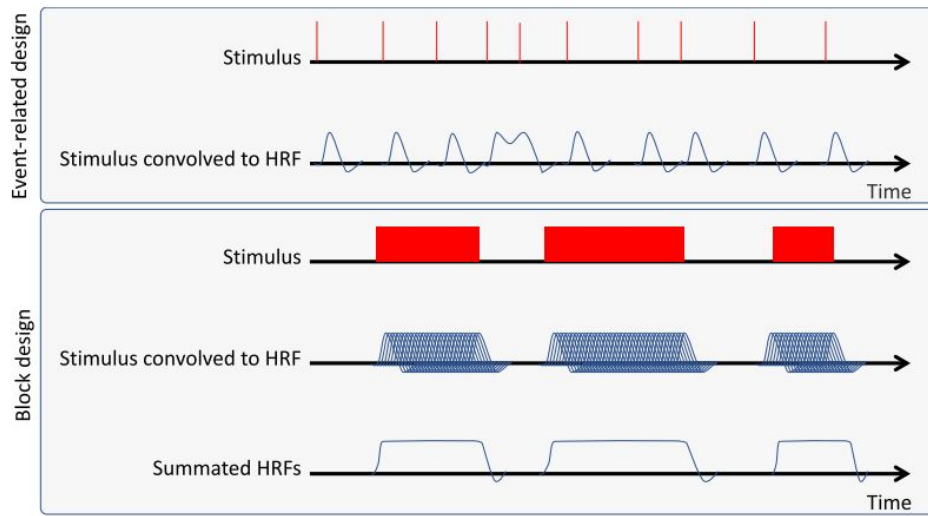 Event-related design
Stimulus
Stimulus convolved to HRF
Time
Block design
Stimulus
Stimulus convolved to HRF
Summated HRFs
Time